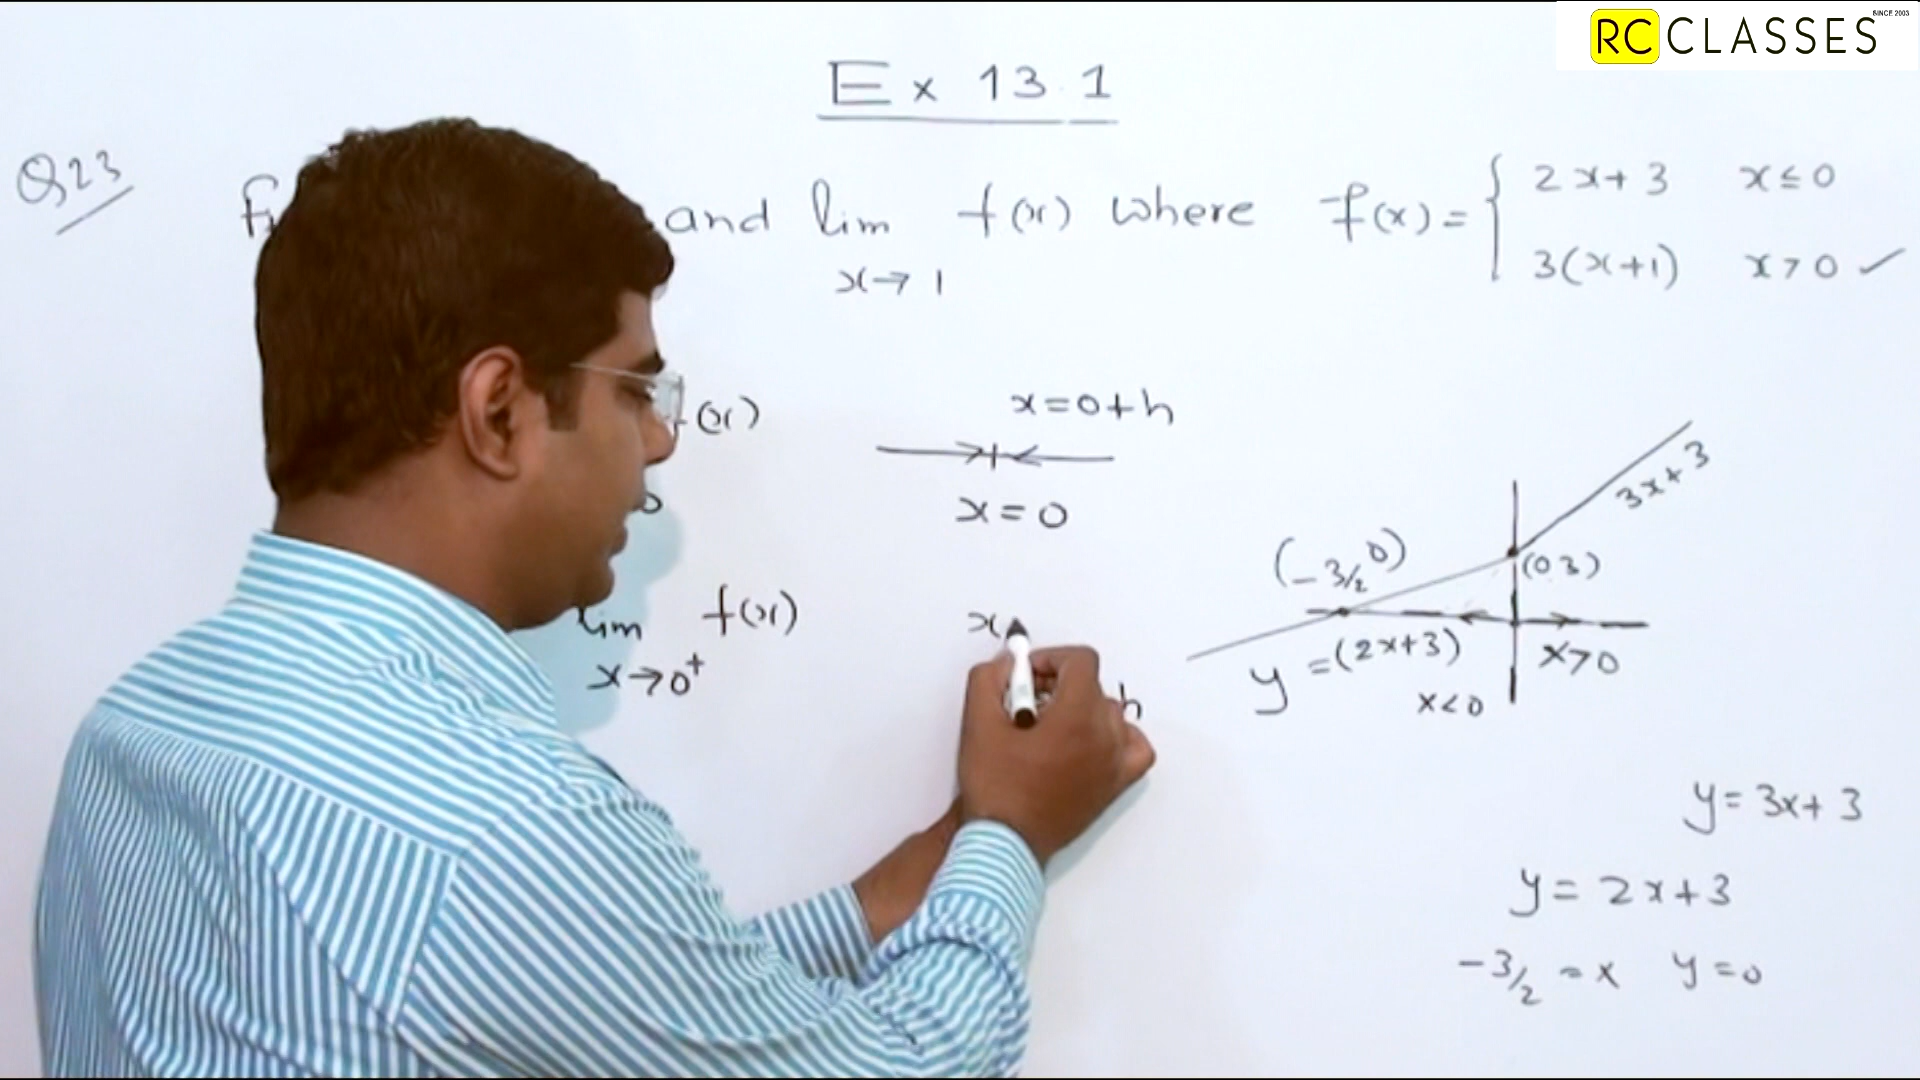 RC CLASSES
SINCE 2003
Ex 13.1
Q23
and lim f(x) where f(x) = { 2x+3 x≤0
x→1
3(x+1) x>0 ✓
f(x)
x=0+h
x=0
3x+3
(-3/2 0)
(0 3)
lim f(x)
x→0⁺
x
h
y=(2x+3)
x<0
x>0
y=3x+3
y=2x+3
-3/2 = x y=0